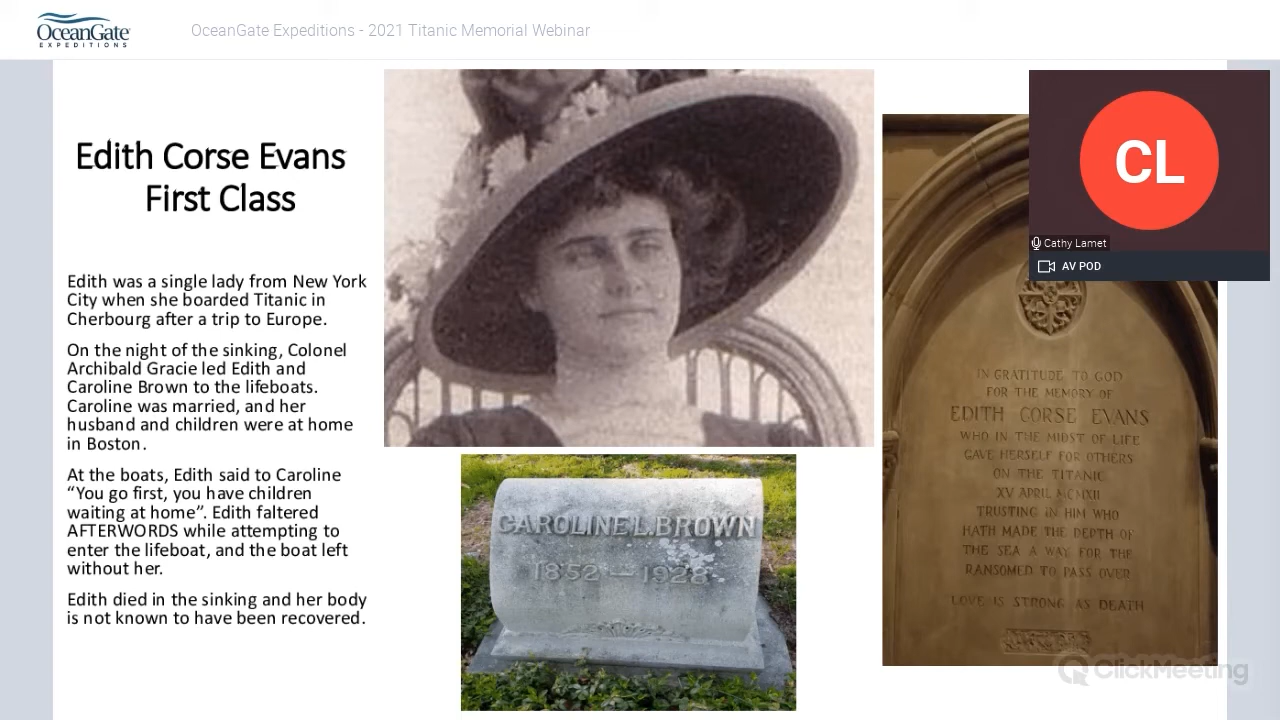 OceanGate
EXPEDITIONS
OceanGate Expeditions - 2021 Titanic Memorial Webinar
Edith Corse Evans
First Class
Edith was a single lady from New York
City when she boarded Titanic in
Cherbourg after a trip to Europe.
On the night of the sinking, Colonel
Archibald Gracie led Edith and
Caroline Brown to the lifeboats.
Caroline was married, and her
husband and children were at home
in Boston.
At the boats, Edith said to Caroline
“You go first, you have children
waiting at home”. Edith faltered
AFTERWORDS while attempting to
enter the lifeboat, and the boat left
without her.
Edith died in the sinking and her body
is not known to have been recovered.
CAROLINE L. BROWN
1852 — 1928
CL
Cathy Lamet
AV POD
IN GRATITUDE TO GOD
FOR THE MEMORY OF
EDITH CORSE EVANS
WHO IN THE MIDST OF LIFE
GAVE HERSELF FOR OTHERS
ON THE TITANIC
XV APRIL MCMXII
TRUSTING IN HIM WHO
HATH MADE THE DEPTH OF
THE SEA A WAY FOR THE
RANSOMED TO PASS OVER
LOVE IS STRONG AS DEATH
ClickMeeting